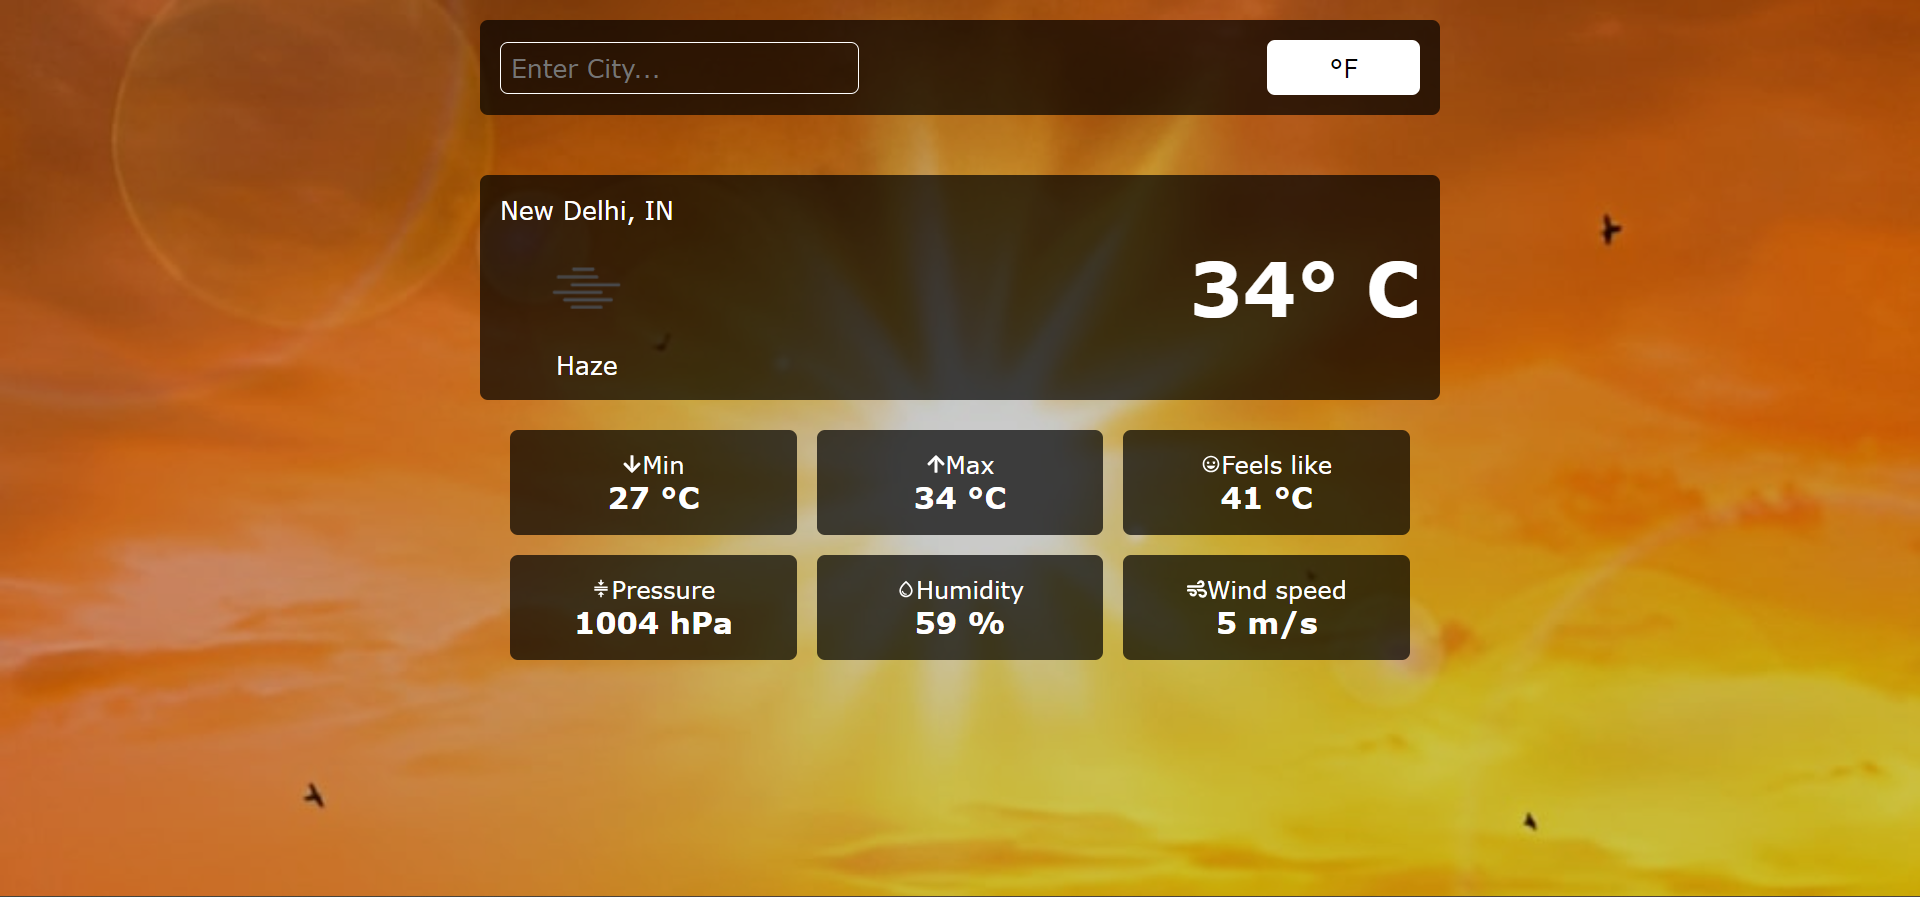 Enter City...
°F
New Delhi, IN
34° C
Haze
Min
27 °C
Max
34 °C
Feels like
41 °C
Pressure
1004 hPa
Humidity
59 %
Wind speed
5 m/s